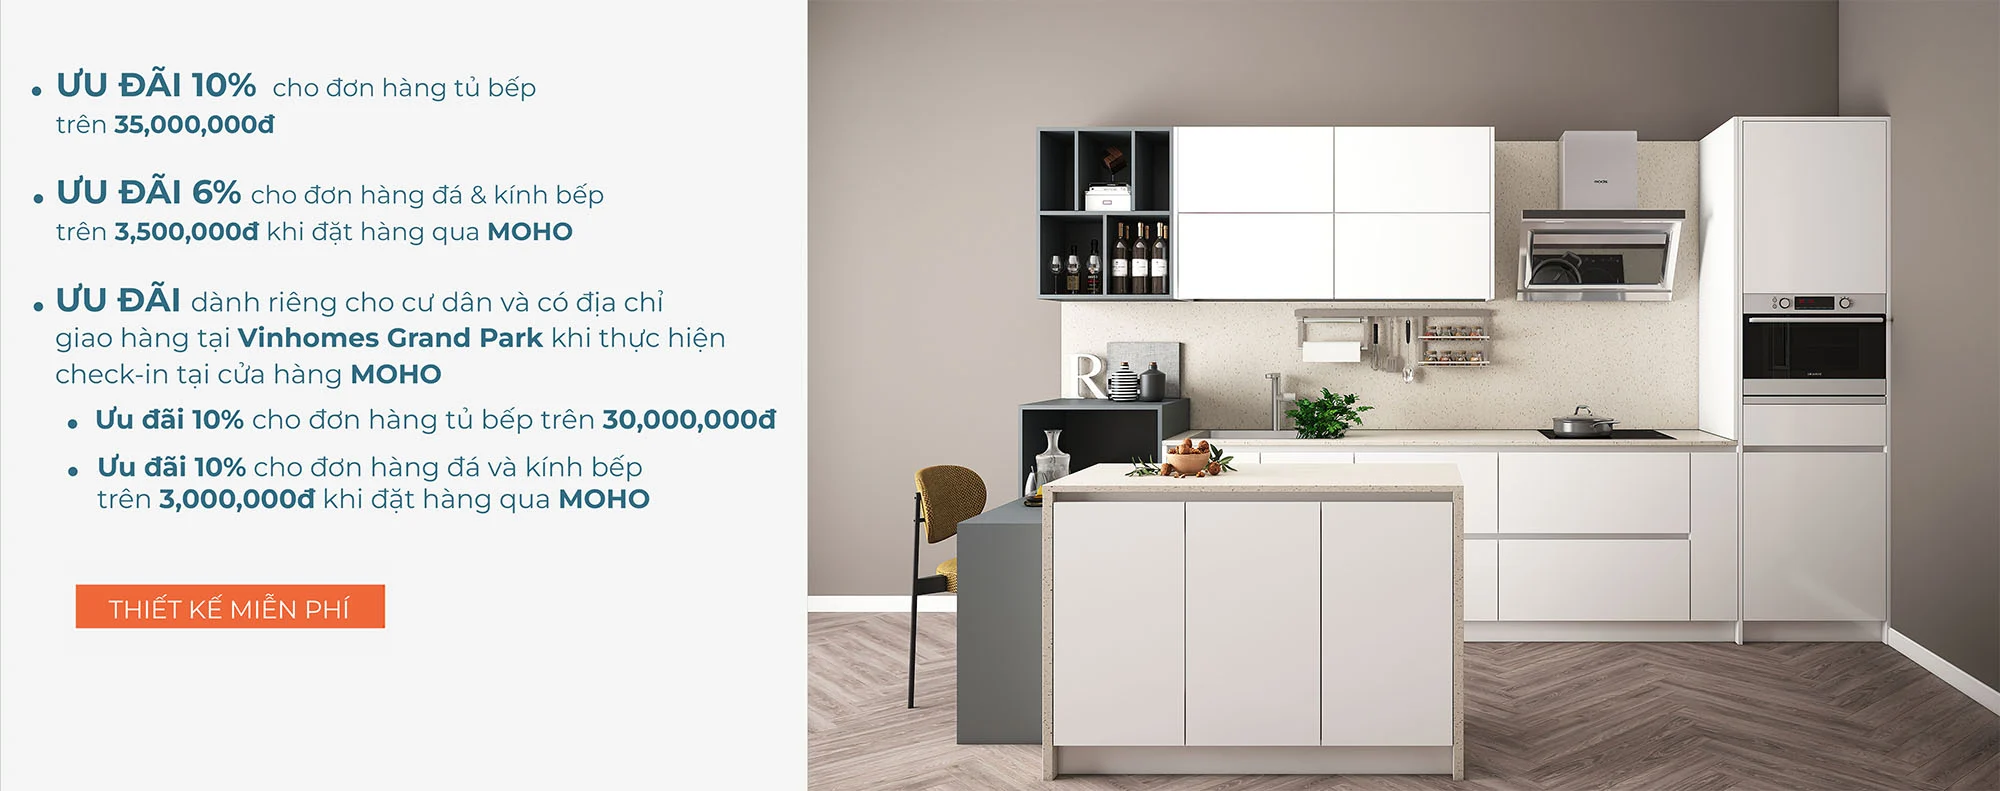 • ƯU ĐÃI 10% cho đơn hàng tủ bếp
trên 35,000,000đ
• ƯU ĐÃI 6% cho đơn hàng đá & kính bếp
trên 3,500,000đ khi đặt hàng qua MOHO
• ƯU ĐÃI dành riêng cho cư dân và có địa chỉ
giao hàng tại Vinhomes Grand Park khi thực hiện
check-in tại cửa hàng MOHO
• Ưu đãi 10% cho đơn hàng tủ bếp trên 30,000,000đ
• Ưu đãi 10% cho đơn hàng đá và kính bếp
trên 3,000,000đ khi đặt hàng qua MOHO
THIẾT KẾ MIỄN PHÍ
R